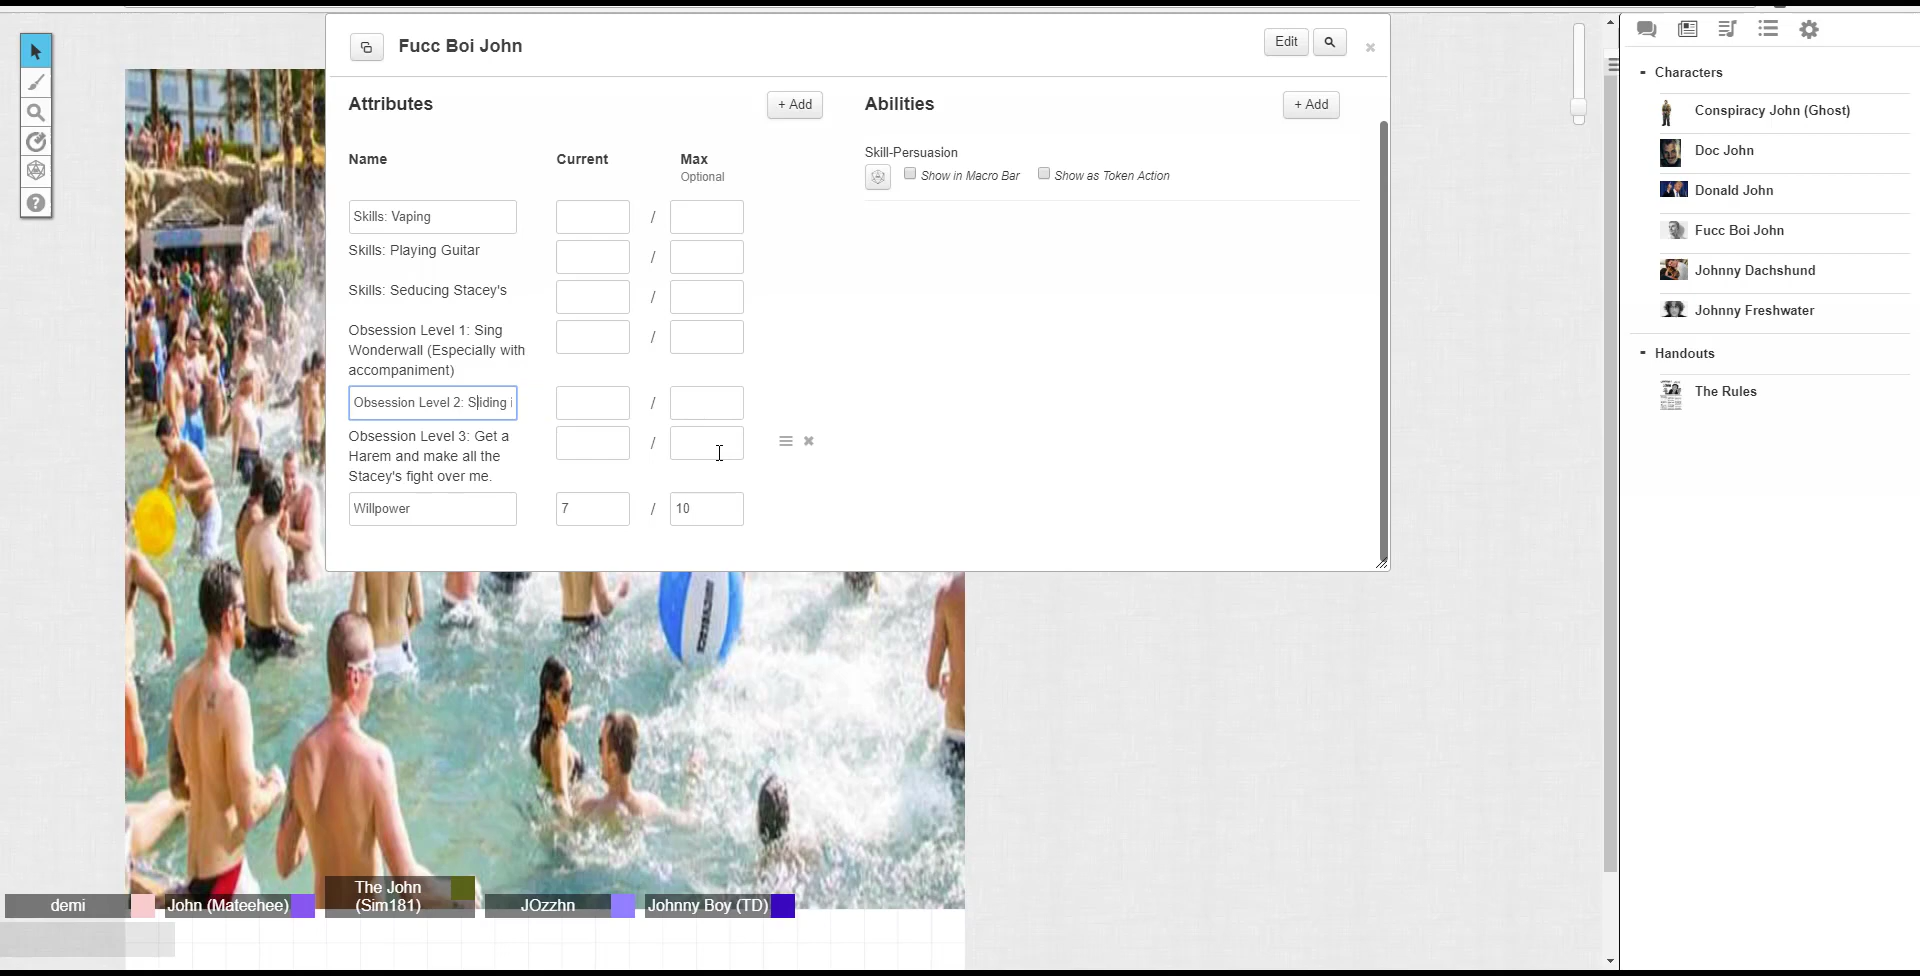 Fucc Boi John
Edit
Attributes
+ Add
Name
Current
Max
Optional
Skills: Vaping
/
Skills: Playing Guitar
/
Skills: Seducing Stacey's
/
Obsession Level 1: Sing
Wonderwall (Especially with
accompaniment)
/
Obsession Level 2: Sliding i
/
Obsession Level 3: Get a
Harem and make all the
Stacey's fight over me.
/
Willpower
7
/
10
Abilities
+ Add
Skill-Persuasion
Show in Macro Bar
Show as Token Action
Characters
Conspiracy John (Ghost)
Doc John
Donald John
Fucc Boi John
Johnny Dachshund
Johnny Freshwater
Handouts
The Rules
demi
John (Mateehee)
The John
(Sim181)
JOzzhn
Johnny Boy (TD)